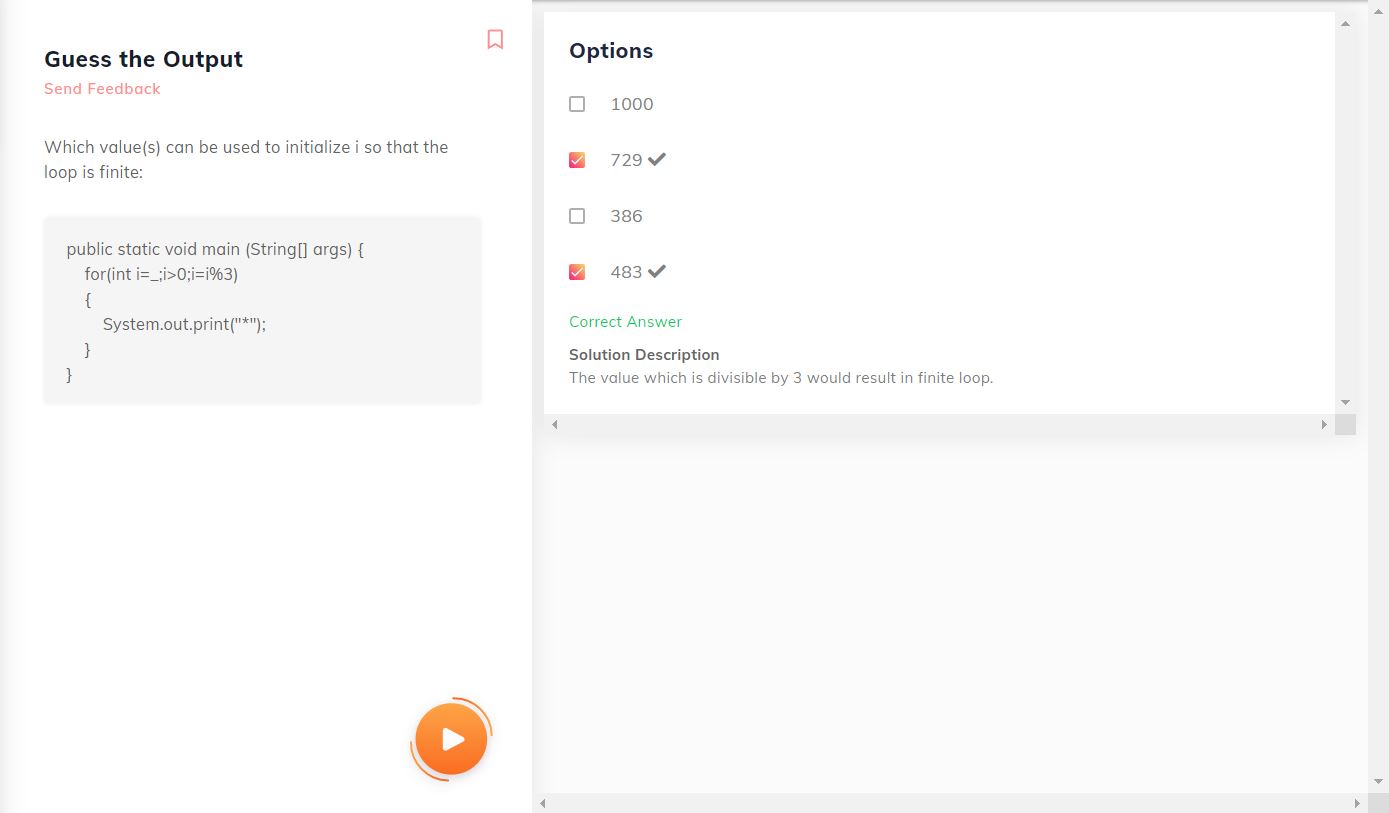 Guess the Output
Send Feedback
Which value(s) can be used to initialize i so that the
loop is finite:
public static void main (String[] args) {
for(int i=_;i>0;i=i%3)
{
System.out.print("*");
}
}
Options
1000
729
386
483
Correct Answer
Solution Description
The value which is divisible by 3 would result in finite loop.